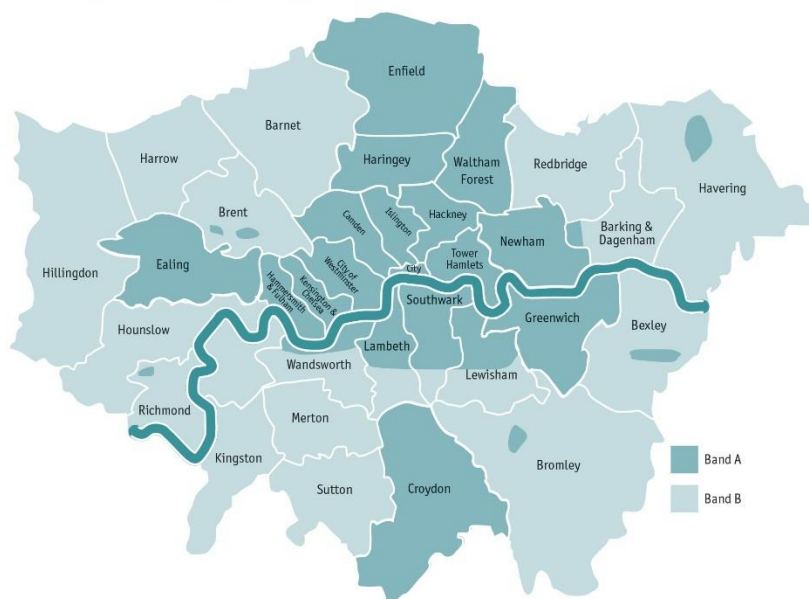 Enfield
Barnet
Harrow
Haringey
Waltham
Forest
Redbridge
Havering
Brent
Camden
Islington
Hackney
Barking &
Dagenham
Newham
Hillingdon
Ealing
City of
Westminster
Tower
Hamlets
City
Kensington &
Chelsea
Hammersmith
& Fulham
Southwark
Greenwich
Bexley
Hounslow
Lambeth
Wandsworth
Lewisham
Richmond
Merton
Kingston
Sutton
Croydon
Bromley
Band A
Band B